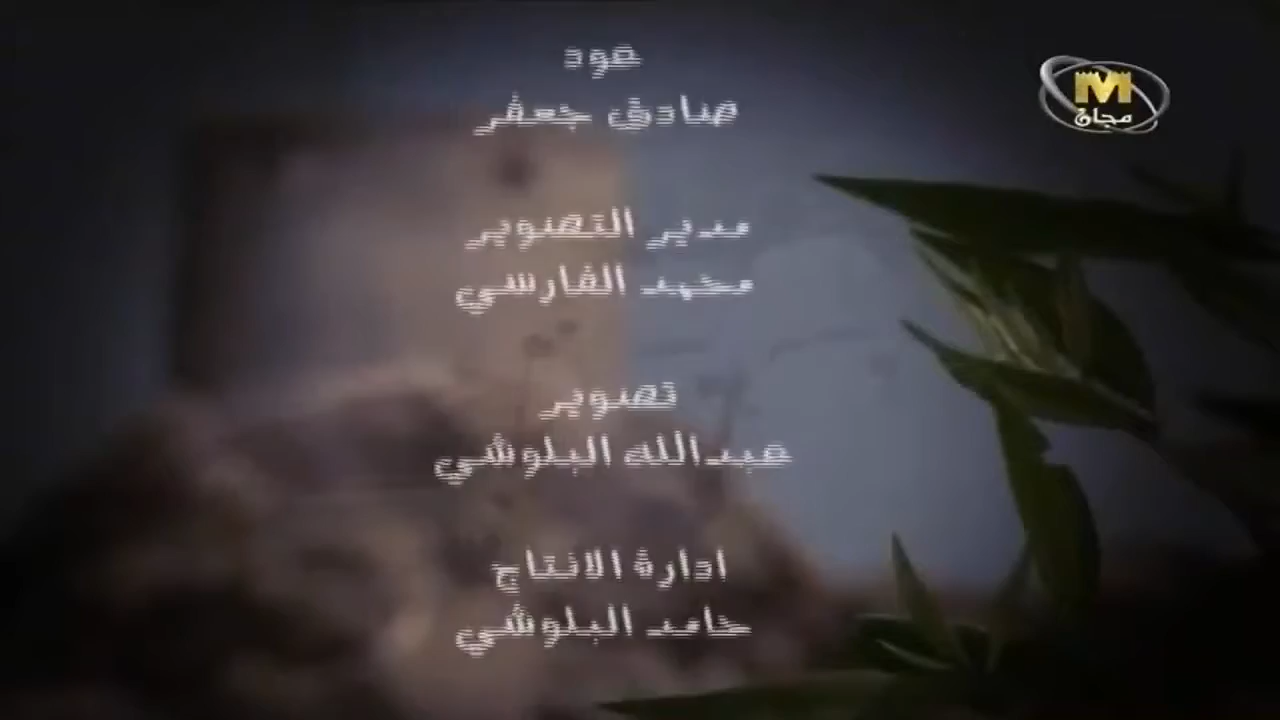 عود
صادق جعفر
مدير التصوير
محمد الفارسي
تصوير
عبدالله البلوشي
ادارة الانتاج
حامد البلوشي
M
مجان